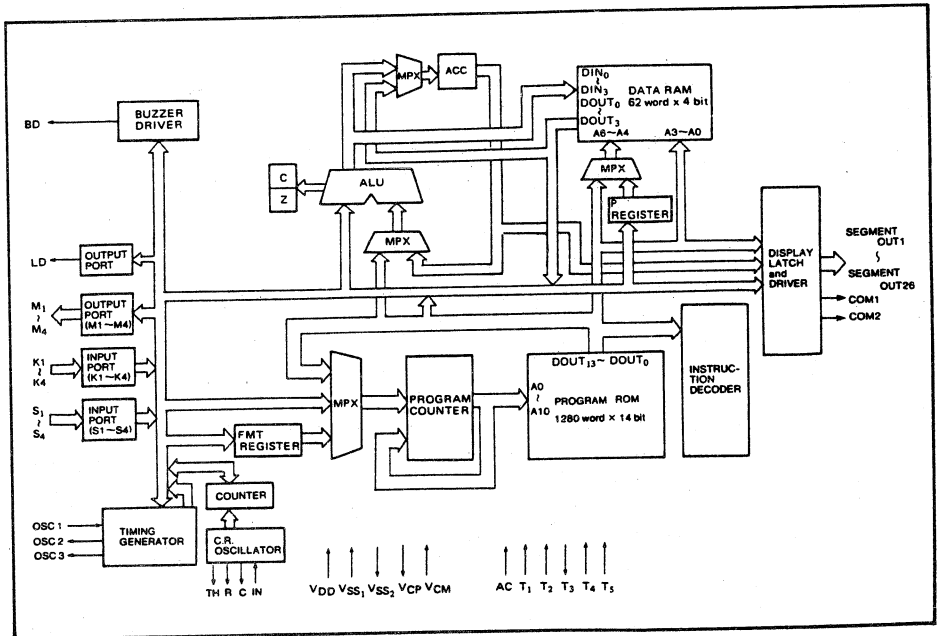 BD
BUZZER
DRIVER
MPX
ACC
DIN0
~
DIN3
DOUT0
~
DOUT3
DATA RAM
62 word x 4 bit
A6~A4
A3~A0
C
Z
ALU
MPX
P
REGISTER
MPX
LD
OUTPUT
PORT
M1
~
M4
OUTPUT
PORT
(M1~M4)
K1
~
K4
INPUT
PORT
(K1~K4)
S1
~
S4
INPUT
PORT
(S1~S4)
DISPLAY
LATCH
and
DRIVER
SEGMENT
OUT1
~
SEGMENT
OUT26
COM1
COM2
FMT
REGISTER
MPX
PROGRAM
COUNTER
DOUT13~DOUT0
A0
~
A10
PROGRAM ROM
1280 word × 14 bit
INSTRUC-
TION
DECODER
OSC 1
OSC 2
OSC 3
TIMING
GENERATOR
COUNTER
C.R.
OSCILLATOR
TH R C IN
VDD VSS1 VSS2 VCP VCM
AC T1 T2 T3 T4 T5